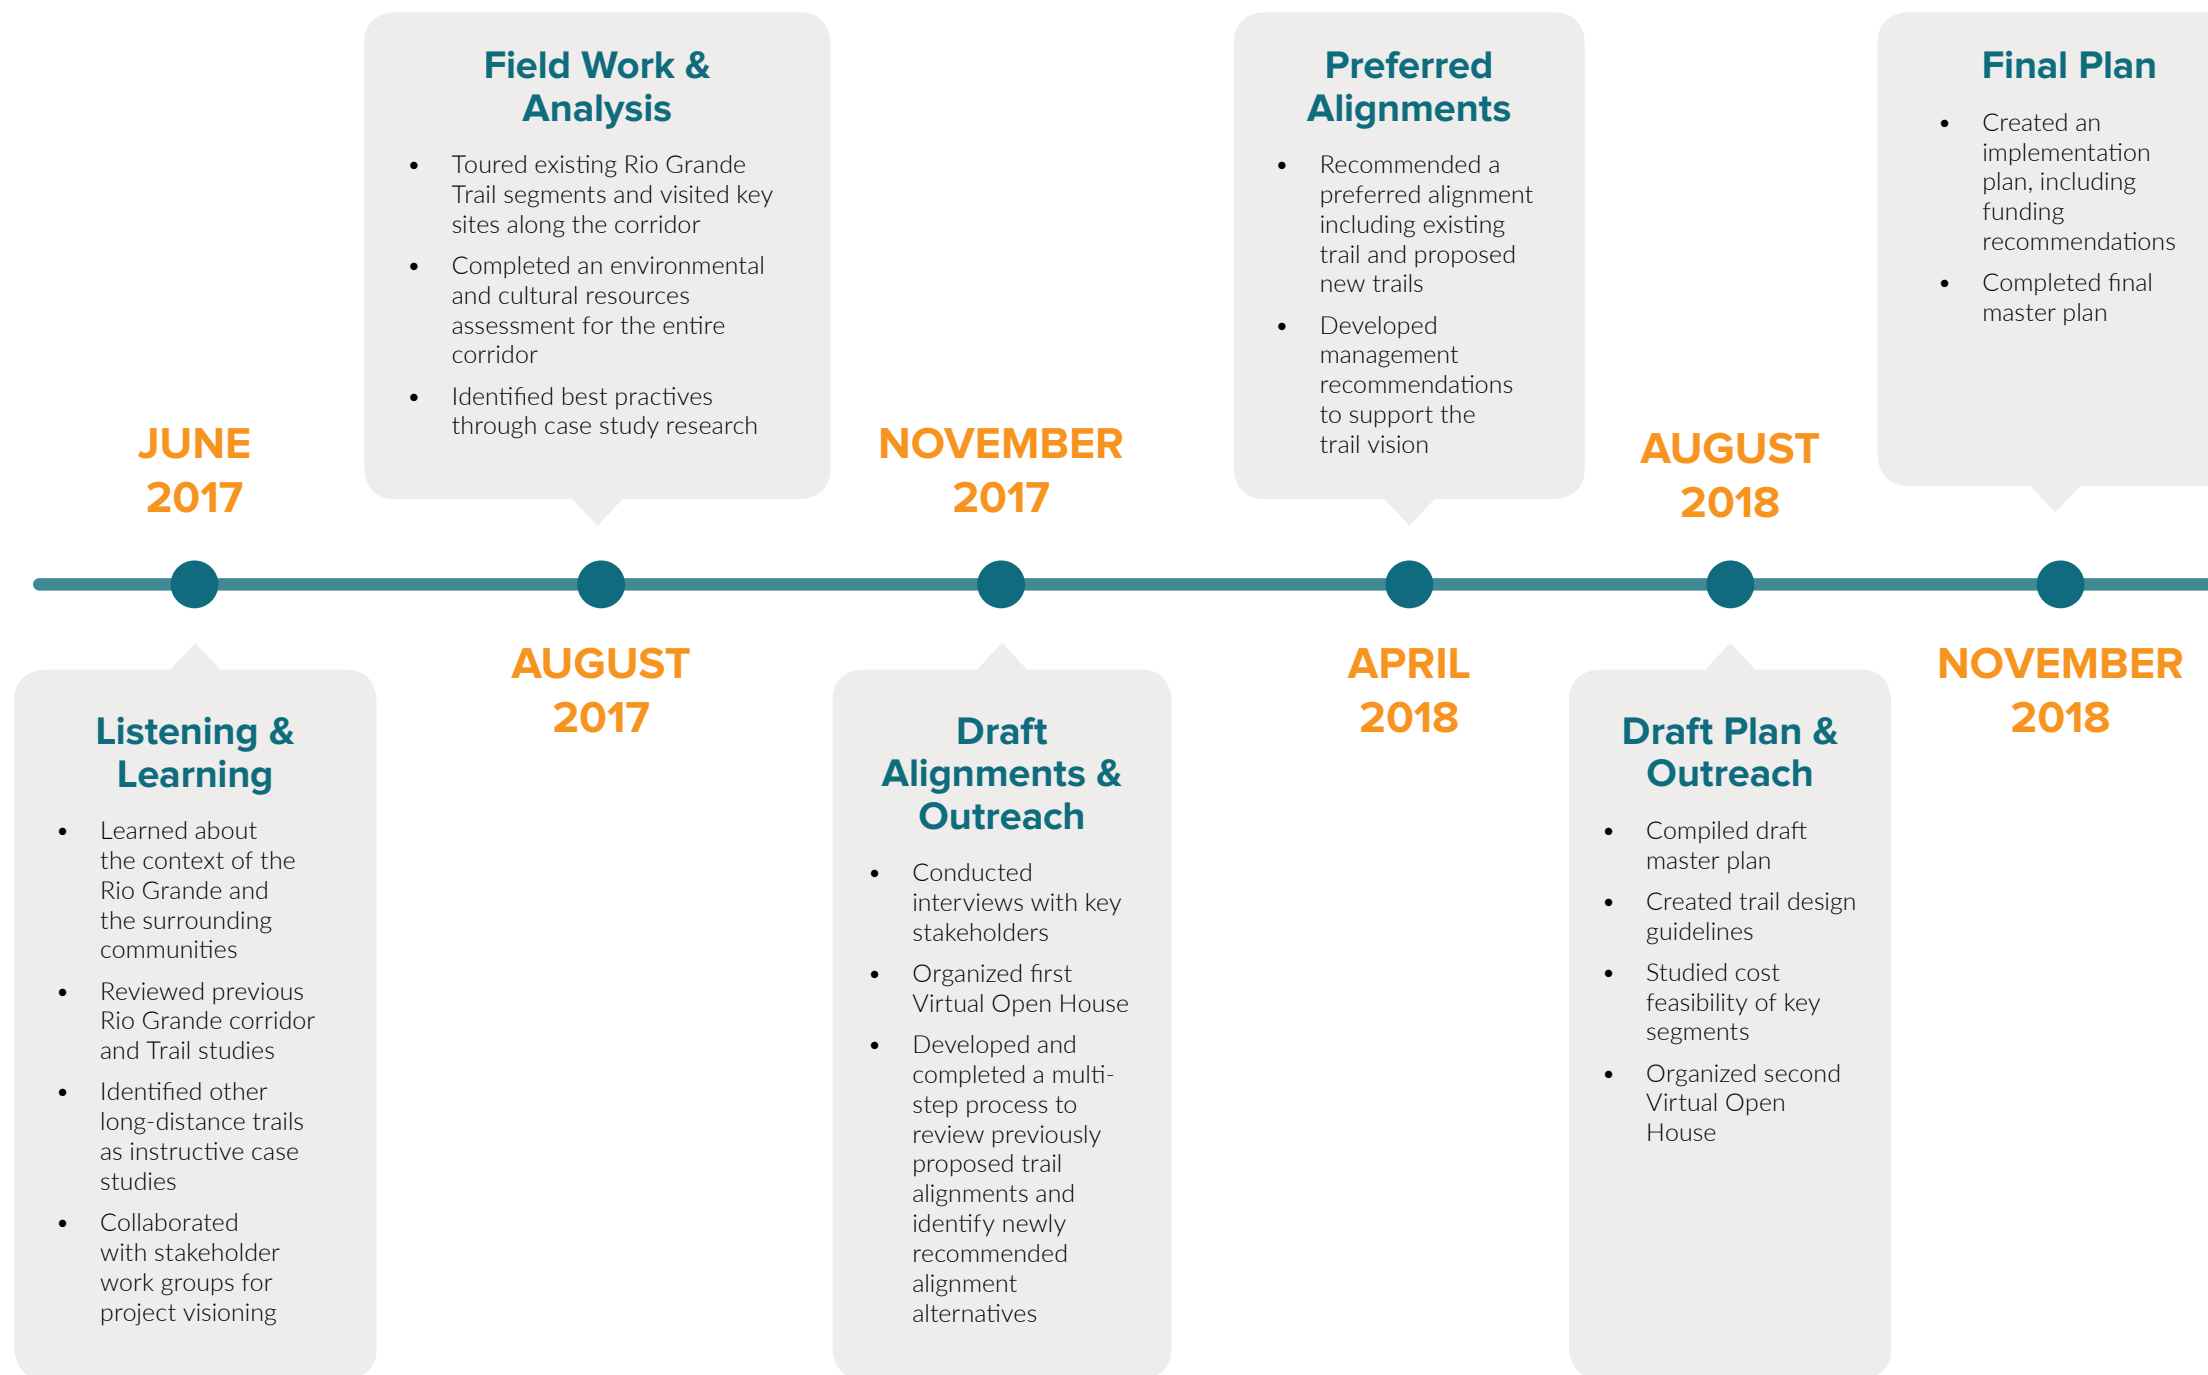 JUNE
2017
Listening &
Learning
• Learned about
the context of the
Rio Grande and
the surrounding
communities
• Reviewed previous
Rio Grande corridor
and Trail studies
• Identified other
long-distance trails
as instructive case
studies
• Collaborated
with stakeholder
work groups for
project visioning
Field Work &
Analysis
• Toured existing Rio Grande
Trail segments and visited key
sites along the corridor
• Completed an environmental
and cultural resources
assessment for the entire
corridor
• Identified best practives
through case study research
AUGUST
2017
NOVEMBER
2017
Draft
Alignments &
Outreach
• Conducted
interviews with key
stakeholders
• Organized first
Virtual Open House
• Developed and
completed a multi-
step process to
review previously
proposed trail
alignments and
identify newly
recommended
alignment
alternatives
Preferred
Alignments
• Recommended a
preferred alignment
including existing
trail and proposed
new trails
• Developed
management
recommendations
to support the
trail vision
APRIL
2018
AUGUST
2018
Draft Plan &
Outreach
• Compiled draft
master plan
• Created trail design
guidelines
• Studied cost
feasibility of key
segments
• Organized second
Virtual Open
House
Final Plan
• Created an
implementation
plan, including
funding
recommendations
• Completed final
master plan
NOVEMBER
2018